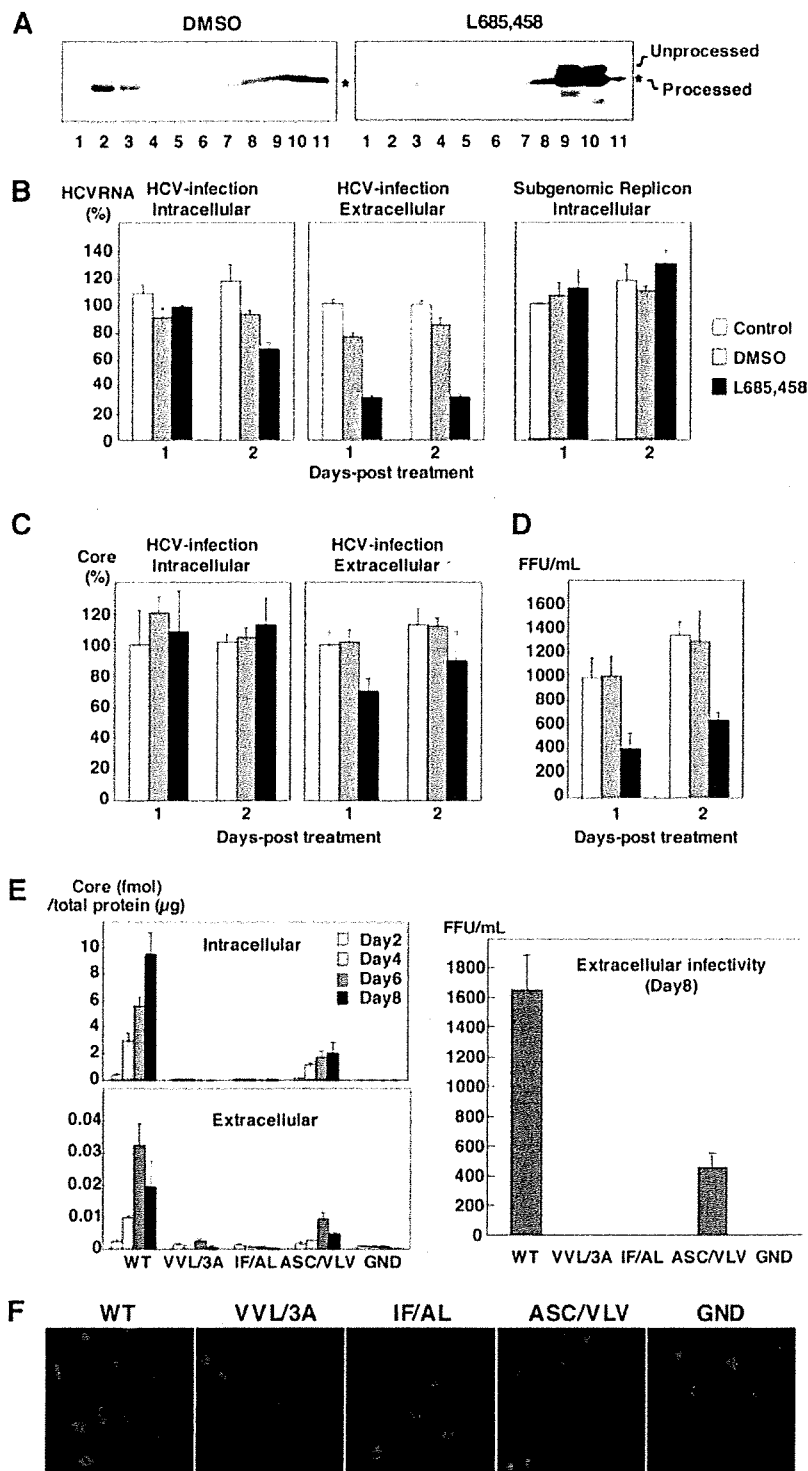 A
DMSO
L685,458
Unprocessed
*
*
Processed
1 2 3 4 5 6 7 8 9 10 11
1 2 3 4 5 6 7 8 9 10 11
B
HCVRNA
(%)
HCV-infection
Intracellular
HCV-infection
Extracellular
Subgenomic Replicon
Intracellular
140
120
100
80
60
40
20
0
Control
DMSO
L685,458
1 2
1 2
1 2
Days-post treatment
C
Core
(%)
HCV-infection
Intracellular
HCV-infection
Extracellular
120
100
80
60
40
20
0
1 2
1 2
Days-post treatment
D
FFU/mL
1600
1400
1200
1000
800
600
400
200
0
1 2
Days-post treatment
E
Core (fmol)
/total protein (µg)
Intracellular
10
8
6
4
2
0
Day2
Day4
Day6
Day8
Extracellular
0.04
0.03
0.02
0.01
0
WT VVL/3A IF/AL ASC/VLV GND
FFU/mL
Extracellular infectivity
(Day8)
1800
1600
1400
1200
1000
800
600
400
200
0
WT VVL/3A IF/AL ASC/VLV GND
F
WT VVL/3A IF/AL ASC/VLV GND